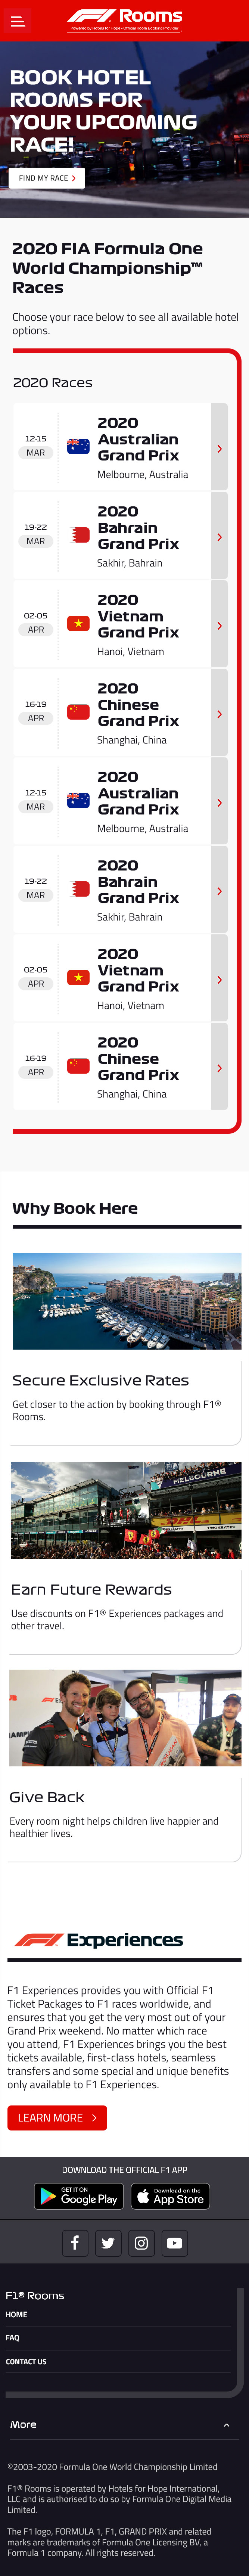 F1 Rooms
Powered by Hotels for Hope - Official Room Booking Provider
BOOK HOTEL
ROOMS FOR
YOUR UPCOMING
RACE!
FIND MY RACE
2020 FIA Formula One
World Championship™
Races
Choose your race below to see all available hotel
options.
2020 Races
12-15
MAR
2020
Australian
Grand Prix
Melbourne, Australia
19-22
MAR
2020
Bahrain
Grand Prix
Sakhir, Bahrain
02-05
APR
2020
Vietnam
Grand Prix
Hanoi, Vietnam
16-19
APR
2020
Chinese
Grand Prix
Shanghai, China
12-15
MAR
2020
Australian
Grand Prix
Melbourne, Australia
19-22
MAR
2020
Bahrain
Grand Prix
Sakhir, Bahrain
02-05
APR
2020
Vietnam
Grand Prix
Hanoi, Vietnam
16-19
APR
2020
Chinese
Grand Prix
Shanghai, China
Why Book Here
Secure Exclusive Rates
Get closer to the action by booking through F1®
Rooms.
MELBOURNE
Earn Future Rewards
Use discounts on F1® Experiences packages and
other travel.
Give Back
Every room night helps children live happier and
healthier lives.
F1 Experiences
F1 Experiences provides you with Official F1
Ticket Packages to F1 races worldwide, and
ensures that you get the very most out of your
Grand Prix weekend. No matter which race
you attend, F1 Experiences brings you the best
tickets available, first-class hotels, seamless
transfers and some special and unique benefits
only available to F1 Experiences.
LEARN MORE
DOWNLOAD THE OFFICIAL F1 APP
GET IT ON
Google Play
Download on the
App Store
F1® Rooms
HOME
FAQ
CONTACT US
More
©2003-2020 Formula One World Championship Limited
F1® Rooms is operated by Hotels for Hope International,
LLC and is authorised to do so by Formula One Digital Media
Limited.
The F1 logo, FORMULA 1, F1, GRAND PRIX and related
marks are trademarks of Formula One Licensing BV, a
Formula 1 company. All rights reserved.